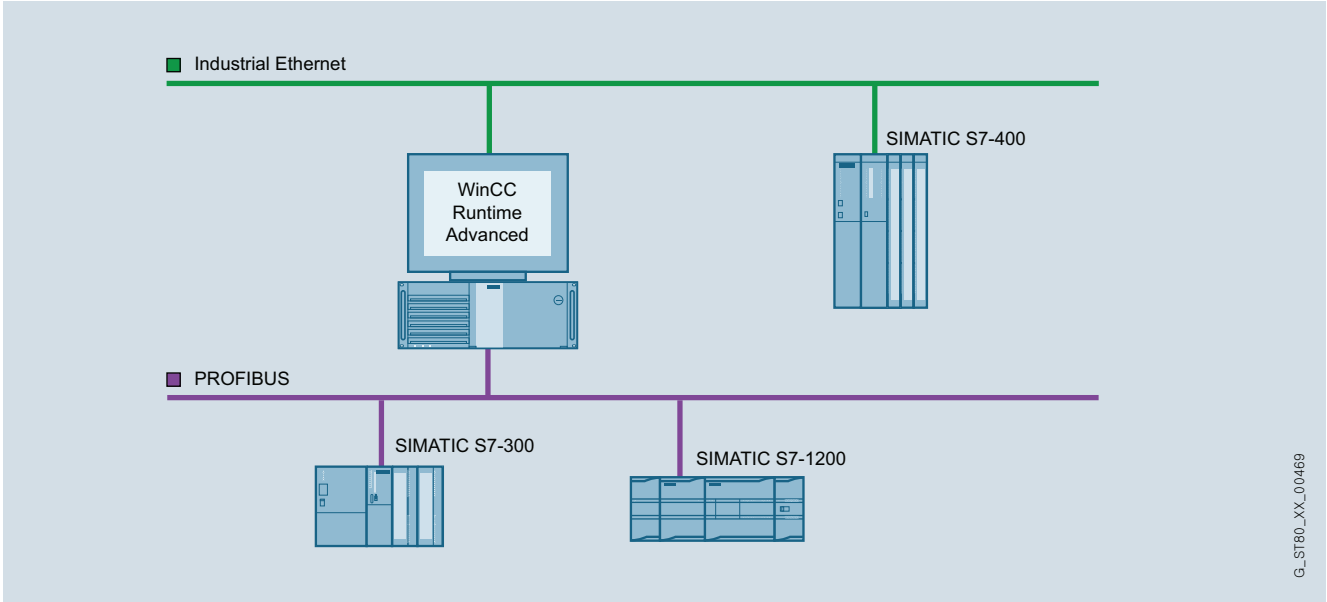 Industrial Ethernet
SIMATIC S7-400
WinCC
Runtime
Advanced
PROFIBUS
SIMATIC S7-300
SIMATIC S7-1200
G_ST80_XX_00469